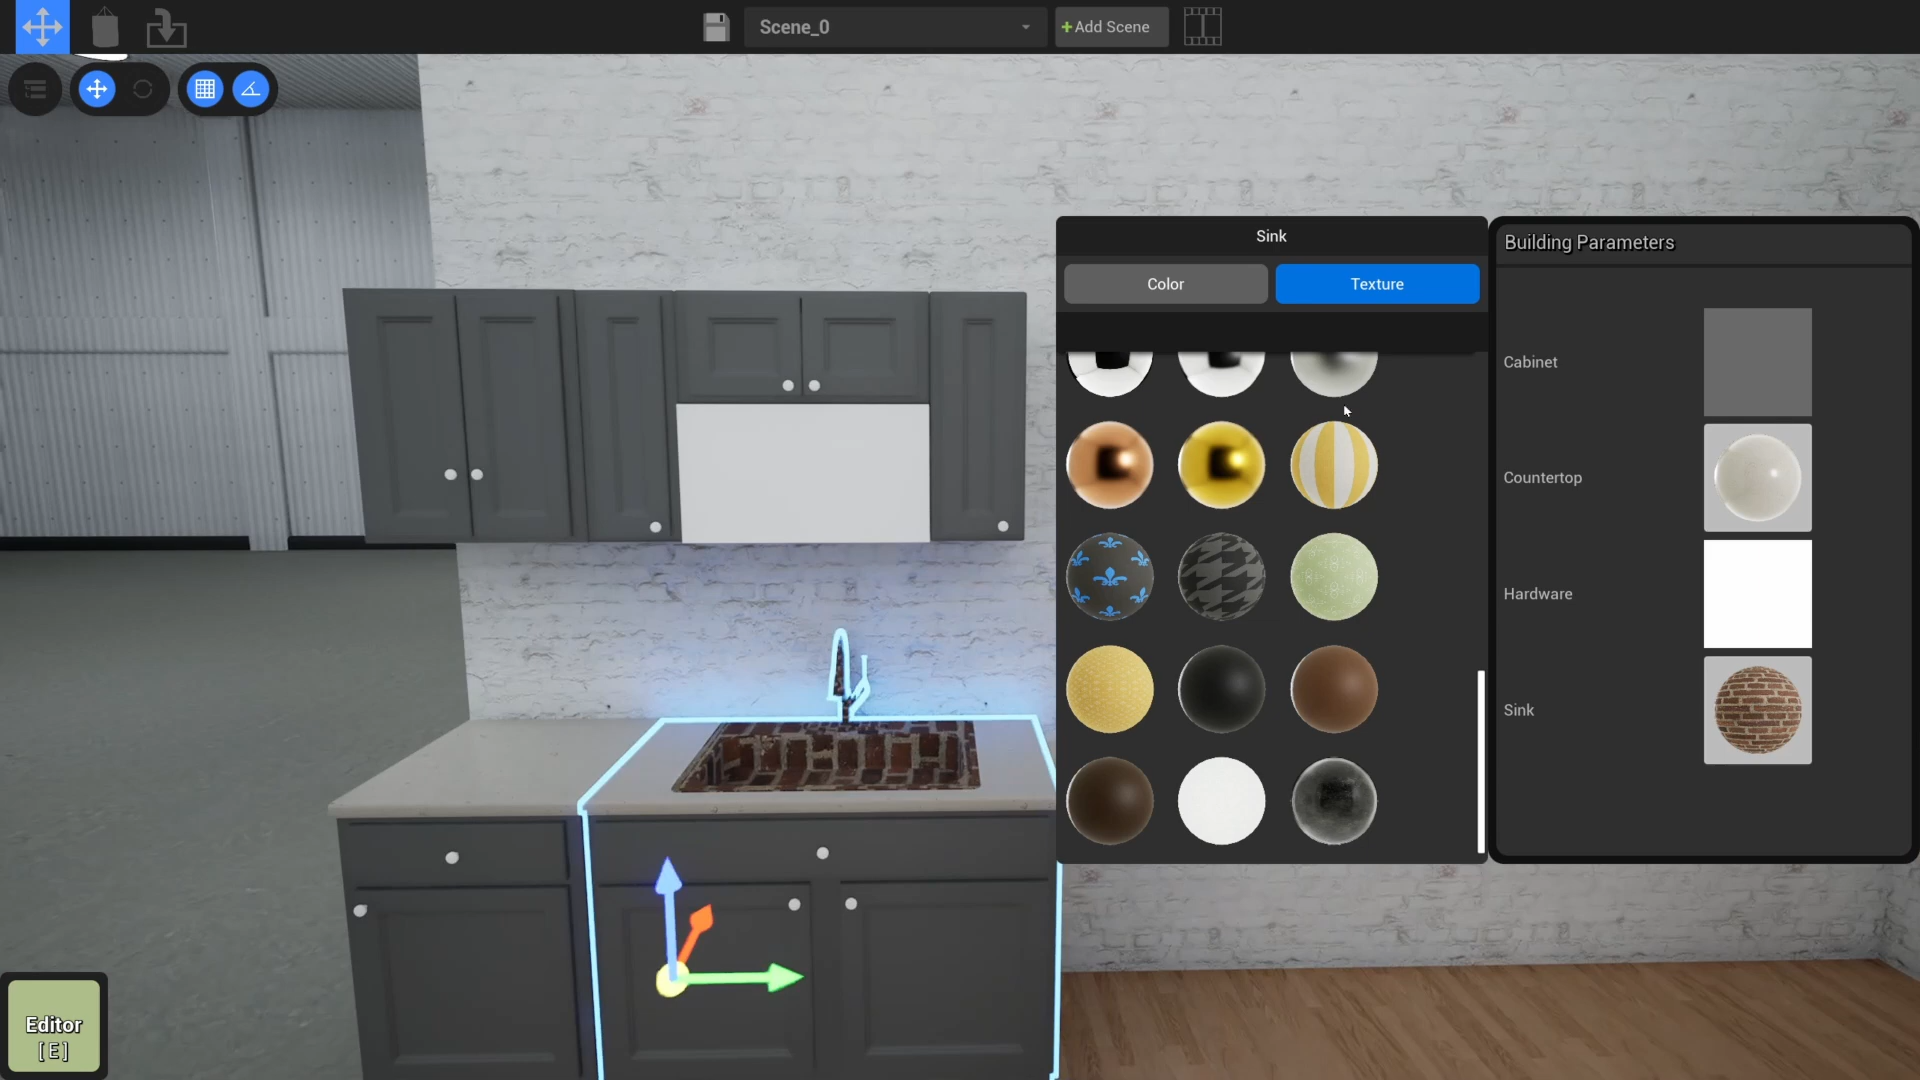 Scene_0
+Add Scene
Sink
Color
Texture
Building Parameters
Cabinet
Countertop
Hardware
Sink
Editor
[E]